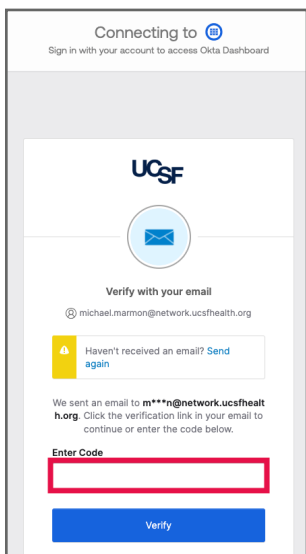 Connecting to
Sign in with your account to access Okta Dashboard
UCSF
Verify with your email
michael.marmon@network.ucsfhealth.org
Haven't received an email? Send
again
We sent an email to m***n@network.ucsfhealt
h.org. Click the verification link in your email to
continue or enter the code below.
Enter Code
Verify